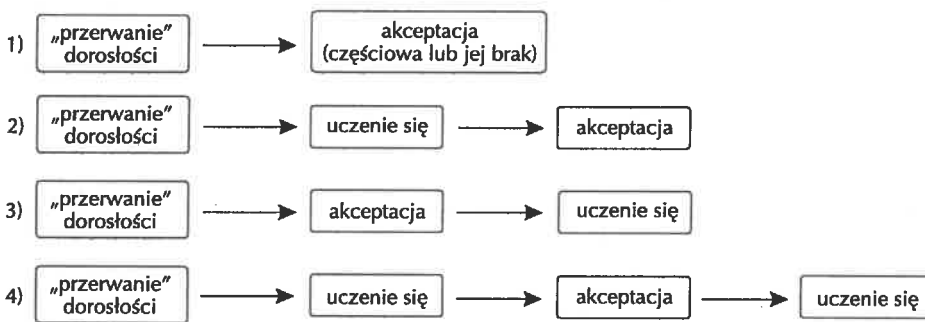 1) „przerwanie” dorosłości akceptacja (częściowa lub jej brak)
2) „przerwanie” dorosłości uczenie się akceptacja
3) „przerwanie” dorosłości akceptacja uczenie się
4) „przerwanie” dorosłości uczenie się akceptacja uczenie się